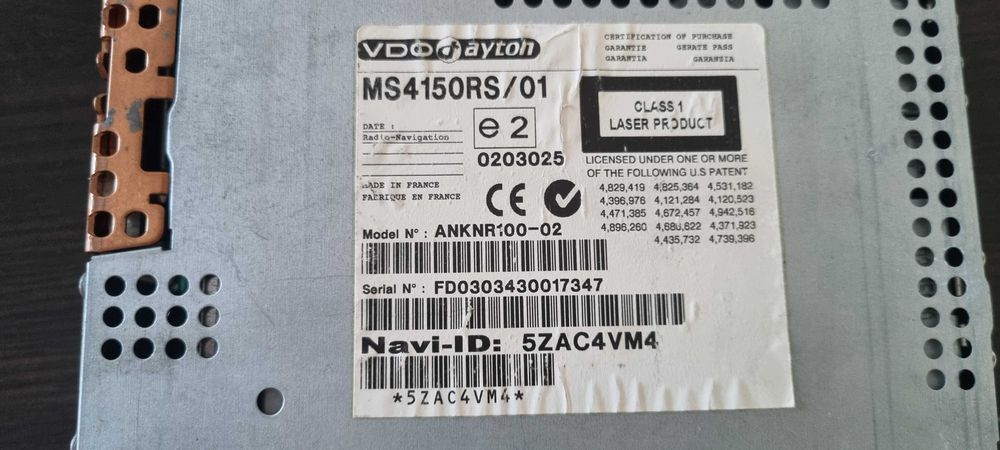 VDO dayton
CERTIFICATION OF PURCHASE
GARANTIE GERATE PASS
GARANTIA GARANZIA
MS4150RS/01
CLASS 1
LASER PRODUCT
DATE :
Radio-Navigation
e2
0203025
LICENSED UNDER ONE OR MORE
OF THE FOLLOWING U.S PATENT
MADE IN FRANCE
FABRIQUE EN FRANCE
CE
4,829,419 4,825,364 4,531,182
4,396,976 4,121,284 4,120,523
4,471,385 4,672,457 4,942,516
4,896,260 4,686,622 4,371,923
4,435,732 4,739,396
Model N° : ANKNR100-02
Serial N° : FD0303430017347
Navi-ID: 5ZAC4VM4
*5ZAC4VM4*